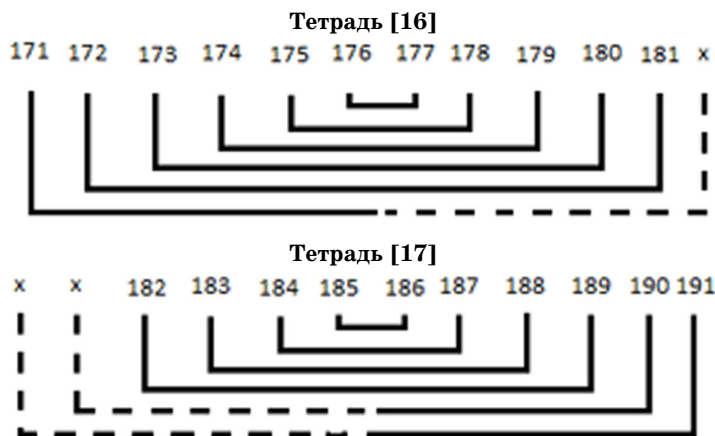 Тетрадь [16]
171 172 173 174 175 176 177 178 179 180 181 x
Тетрадь [17]
x x 182 183 184 185 186 187 188 189 190 191